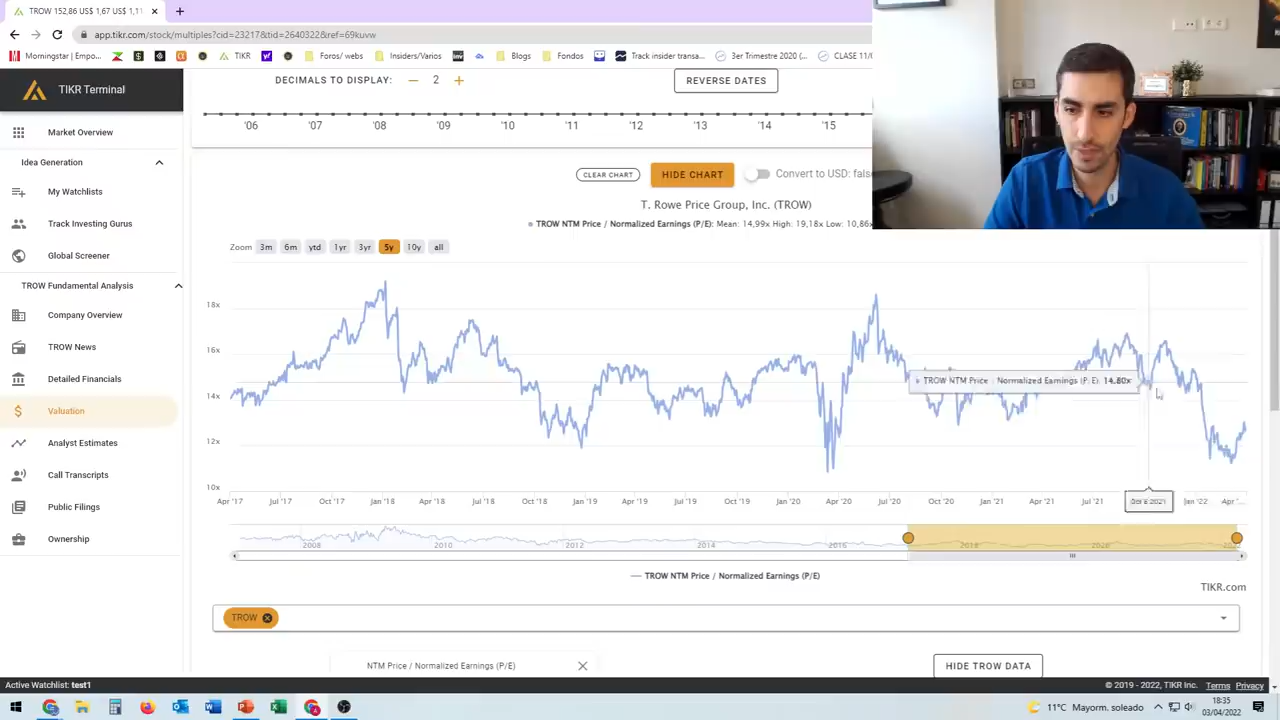 TROW 152,86 US$ 1,67 US$ 1,11
app.tikr.com/stock/multiples?cid=23217&tid=2640322&ref=69kuvw
Morningstar | Empo...
TIKR
Foros/ webs
Insiders/Varios
Blogs
Fondos
Track insider transa...
3er Trimestre 2020 (...
CLASE 11/0
TIKR Terminal
Market Overview
Idea Generation
My Watchlists
Track Investing Gurus
Global Screener
TROW Fundamental Analysis
Company Overview
TROW News
Detailed Financials
Valuation
Analyst Estimates
Call Transcripts
Public Filings
Ownership
DECIMALS TO DISPLAY: — 2 +
REVERSE DATES
'06 '07 '08 '09 '10 '11 '12 '13 '14 '15
CLEAR CHART
HIDE CHART
Convert to USD: fals
T. Rowe Price Group, Inc. (TROW)
TROW NTM Price / Normalized Earnings (P/E): Mean: 14,99x High: 19,18x Low: 10,86x
Zoom 3m 6m ytd 1yr 3yr 5y 10y all
18x
16x
TROW NTM Price / Normalized Earnings (P/E): 14,80x
14x
12x
10x
Apr '17 Jul '17 Oct '17 Jan '18 Apr '18 Jul '18 Oct '18 Jan '19 Apr '19 Jul '19 Oct '19 Jan '20 Apr '20 Jul '20 Oct '20 Jan '21 Apr '21 Jul '21 Jan '22 Apr ...
2008 2010 2012 2014 2016 2018 2020
TROW NTM Price / Normalized Earnings (P/E)
TIKR.com
TROW
NTM Price / Normalized Earnings (P/E)
HIDE TROW DATA
Active Watchlist: test1
© 2019 - 2022, TIKR Inc. Terms Privacy
11°C Mayorm. soleado
18:35
03/04/2022